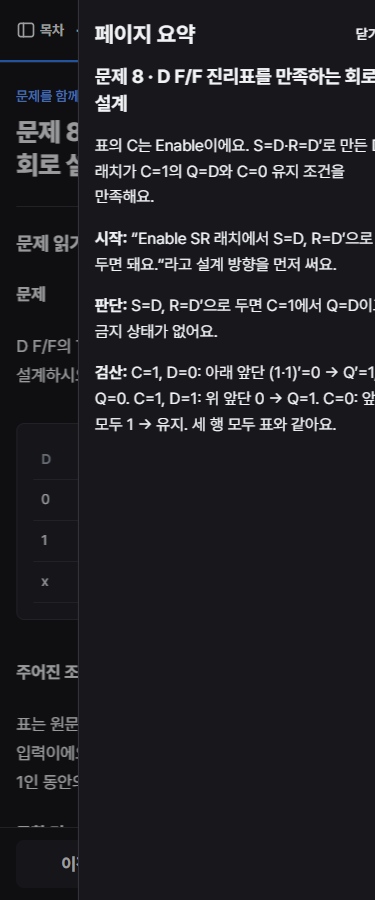 목차
페이지 요약
닫기
문제 8 · D F/F 진리표를 만족하는 회로
설계
표의 C는 Enable이에요. S=D·R=D′로 만든 D
래치가 C=1의 Q=D와 C=0 유지 조건을
만족해요.
시작: “Enable SR 래치에서 S=D, R=D′으로
두면 돼요.”라고 설계 방향을 먼저 써요.
판단: S=D, R=D′으로 두면 C=1에서 Q=D이고
금지 상태가 없어요.
검산: C=1, D=0: 아래 앞단 (1·1)′=0 → Q′=1,
Q=0. C=1, D=1: 위 앞단 0 → Q=1. C=0:
모두 1 → 유지. 세 행 모두 표와 같아요.
문제를 함께
문제 8
회로 설
문제 읽기
문제
D F/F의
설계하시
D
0
1
x
주어진 조
표는 원문
입력이에
1인 동안
이전